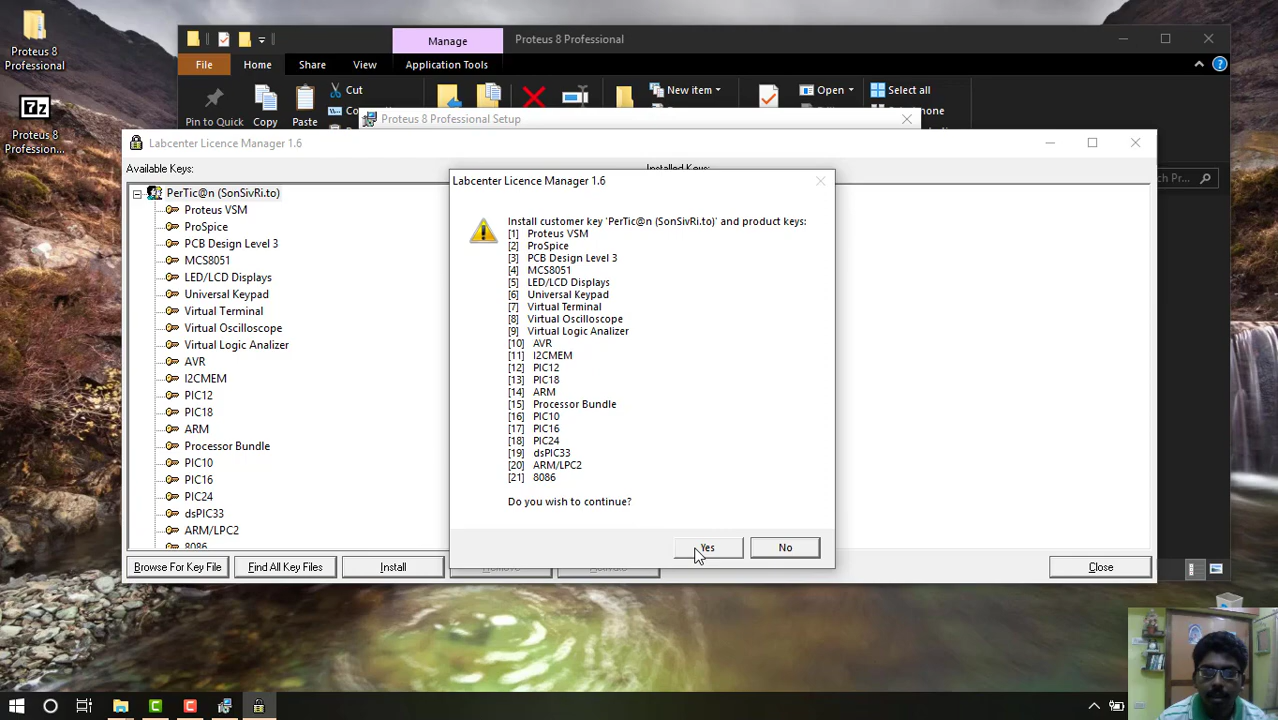 Proteus 8
Professional
Proteus 8
Profession...
Manage
Proteus 8 Professional
File
Home
Share
View
Application Tools
Pin to Quick
Copy
Paste
Cut
New item
Open
Select all
Proteus 8 Professional Setup
Labcenter Licence Manager 1.6
Available Keys:
Installed Keys:
PerTic@n (SonSivRi.to)
Proteus VSM
ProSpice
PCB Design Level 3
MCS8051
LED/LCD Displays
Universal Keypad
Virtual Terminal
Virtual Oscilloscope
Virtual Logic Analizer
AVR
I2CMEM
PIC12
PIC18
ARM
Processor Bundle
PIC10
PIC16
PIC24
dsPIC33
ARM/LPC2
8086
Labcenter Licence Manager 1.6
Install customer key 'PerTic@n (SonSivRi.to)' and product keys:
[1] Proteus VSM
[2] ProSpice
[3] PCB Design Level 3
[4] MCS8051
[5] LED/LCD Displays
[6] Universal Keypad
[7] Virtual Terminal
[8] Virtual Oscilloscope
[9] Virtual Logic Analizer
[10] AVR
[11] I2CMEM
[12] PIC12
[13] PIC18
[14] ARM
[15] Processor Bundle
[16] PIC10
[17] PIC16
[18] PIC24
[19] dsPIC33
[20] ARM/LPC2
[21] 8086
Do you wish to continue?
Yes
No
Browse For Key File
Find All Key Files
Install
Close